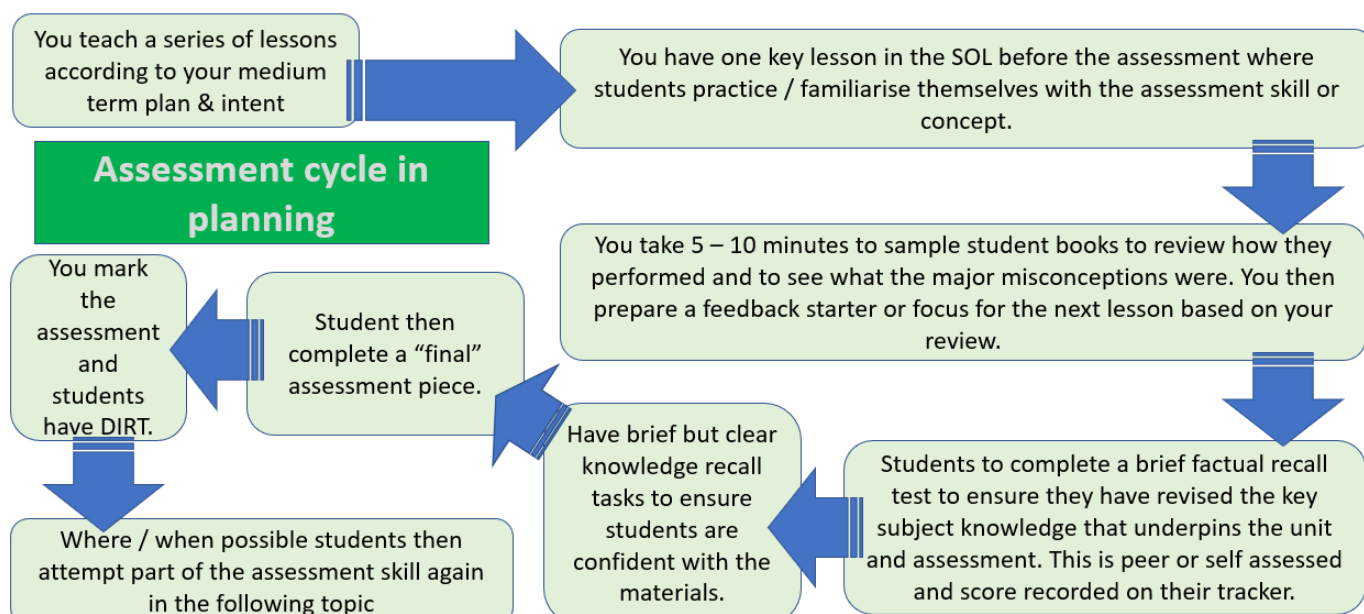 You teach a series of lessons
according to your medium
term plan & intent
You have one key lesson in the SOL before the assessment where
students practice / familiarise themselves with the assessment skill or
concept.
Assessment cycle in
planning
You take 5 – 10 minutes to sample student books to review how they
performed and to see what the major misconceptions were. You then
prepare a feedback starter or focus for the next lesson based on your
review.
Students to complete a brief factual recall
test to ensure they have revised the key
subject knowledge that underpins the unit
and assessment. This is peer or self assessed
and score recorded on their tracker.
Have brief but clear
knowledge recall
tasks to ensure
students are
confident with the
materials.
Student then
complete a “final”
assessment piece.
You mark
the
assessment
and
students
have DIRT.
Where / when possible students then
attempt part of the assessment skill again
in the following topic